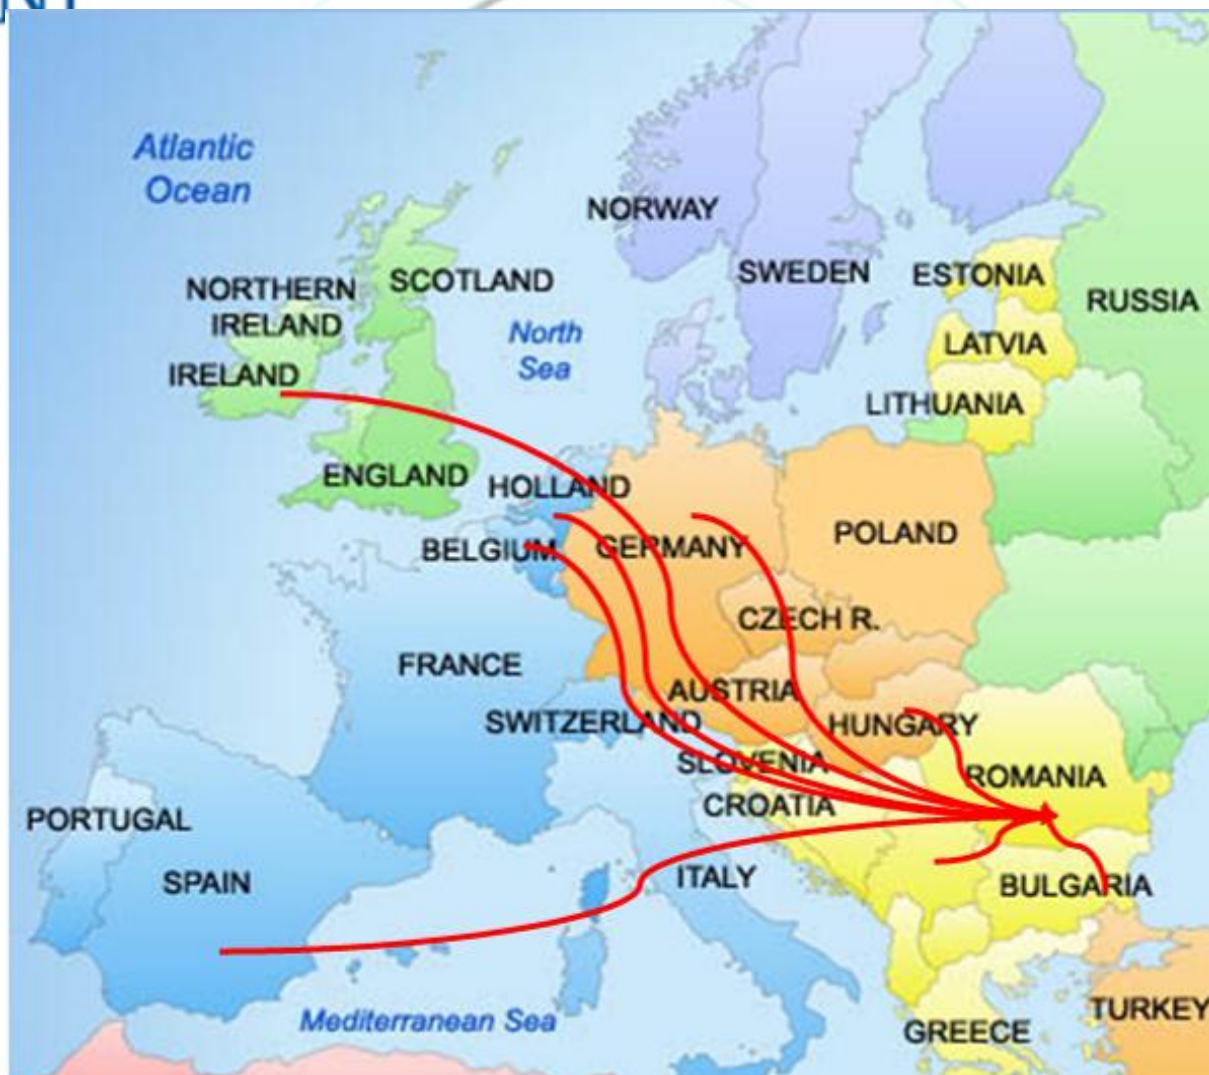 Atlantic
Ocean
NORWAY
SWEDEN
ESTONIA
RUSSIA
SCOTLAND
NORTHERN
IRELAND
North
Sea
LATVIA
IRELAND
LITHUANIA
ENGLAND
HOLLAND
POLAND
BELGIUM
GERMANY
CZECH R.
FRANCE
AUSTRIA
SWITZERLAND
HUNGARY
SLOVENIA
ROMANIA
CROATIA
PORTUGAL
SPAIN
ITALY
BULGARIA
Mediterranean Sea
TURKEY
GREECE